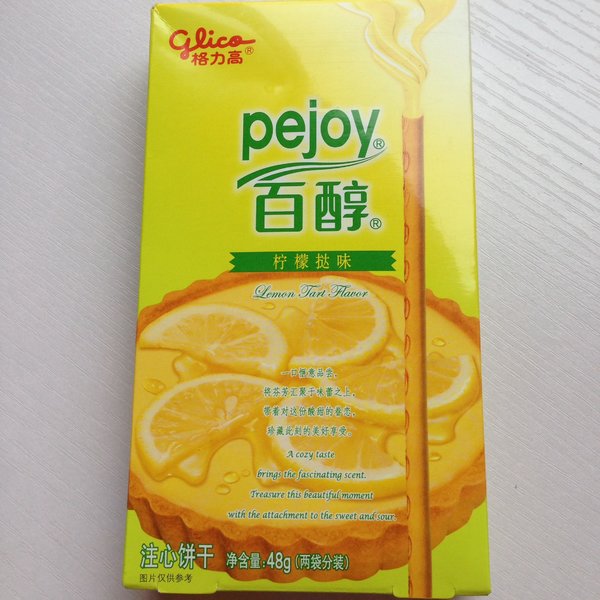 Glico®
格力高
pejoy®
百醇®
柠檬挞味
Lemon Tart Flavor
一口惬意品尝,
将芬芳汇聚于味蕾之上,
带着对这份酸甜的眷恋,
珍藏此刻的美好享受。
A cozy taste
brings the fascinating scent.
Treasure this beautiful moment
with the attachment to the sweet and sour.
注心饼干 净含量:48g(两袋分装)
图片仅供参考